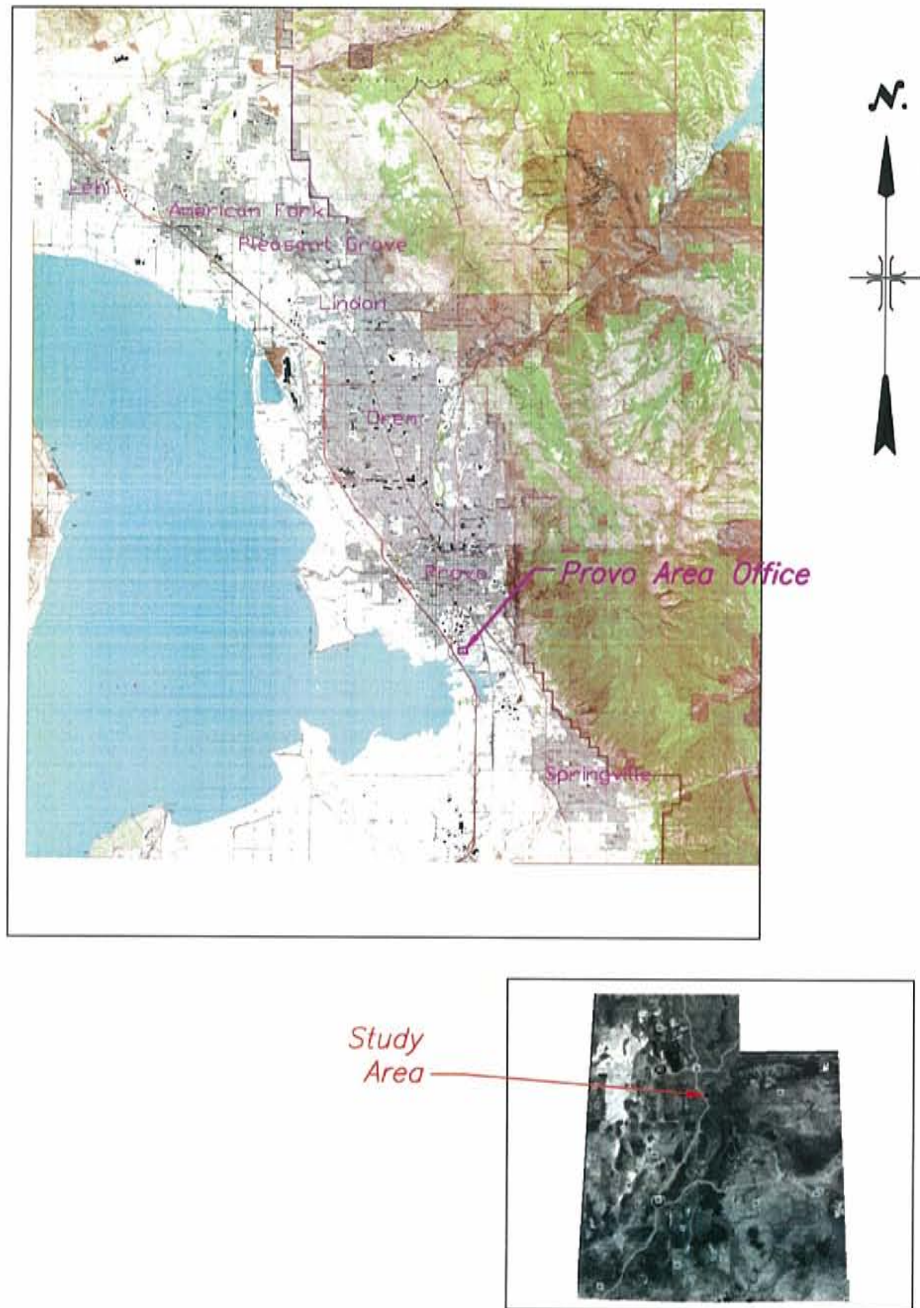 N.
Lehi
American Fork
Pleasant Grove
Lindon
Orem
Provo
Provo Area Office
Springville
Study
Area